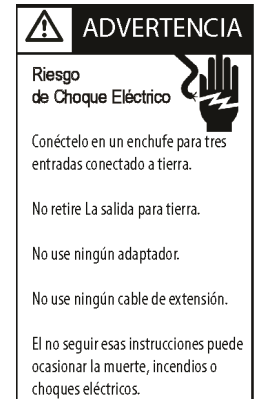 ADVERTENCIA
Riesgo
de Choque Eléctrico
Conéctelo en un enchufe para tres
entradas conectado a tierra.
No retire La salida para tierra.
No use ningún adaptador.
No use ningún cable de extensión.
El no seguir esas instrucciones puede
ocasionar la muerte, incendios o
choques eléctricos.